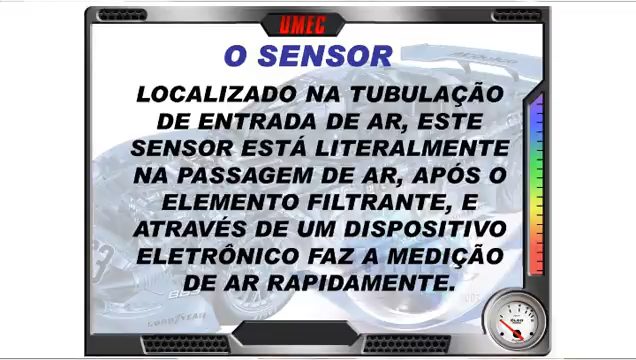 UMEC
O SENSOR
LOCALIZADO NA TUBULAÇÃO
DE ENTRADA DE AR, ESTE
SENSOR ESTÁ LITERALMENTE
NA PASSAGEM DE AR, APÓS O
ELEMENTO FILTRANTE, E
ATRAVÉS DE UM DISPOSITIVO
ELETRÔNICO FAZ A MEDIÇÃO
DE AR RAPIDAMENTE.
GOODYEAR